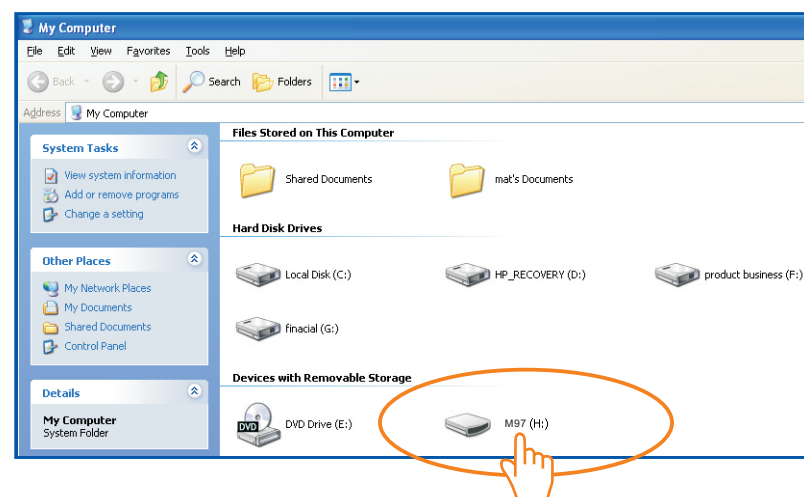 My Computer
File Edit View Favorites Tools Help
Back Search Folders
Address My Computer
System Tasks
View system information
Add or remove programs
Change a setting
Other Places
My Network Places
My Documents
Shared Documents
Control Panel
Details
My Computer
System Folder
Files Stored on This Computer
Shared Documents mat's Documents
Hard Disk Drives
Local Disk (C:) HP_RECOVERY (D:) product business (F:)
finacial (G:)
Devices with Removable Storage
DVD DVD Drive (E:) M97 (H:)